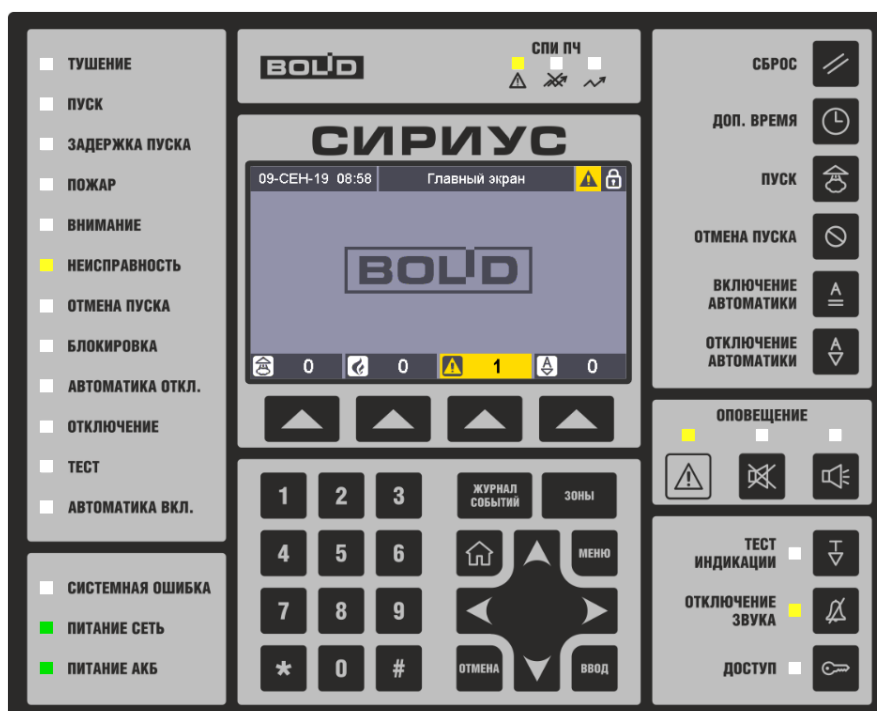 ТУШЕНИЕ
ПУСК
ЗАДЕРЖКА ПУСКА
ПОЖАР
ВНИМАНИЕ
НЕИСПРАВНОСТЬ
ОТМЕНА ПУСКА
БЛОКИРОВКА
АВТОМАТИКА ОТКЛ.
ОТКЛЮЧЕНИЕ
ТЕСТ
АВТОМАТИКА ВКЛ.
СИСТЕМНАЯ ОШИБКА
ПИТАНИЕ СЕТЬ
ПИТАНИЕ АКБ
BOLID
СПИ ПЧ
СИРИУС
09-СЕН-19 08:58 Главный экран
BOLID
0 0 1 0
1 2 3
4 5 6
7 8 9
* 0 #
ЖУРНАЛ
СОБЫТИЙ
ЗОНЫ
МЕНЮ
ОТМЕНА
ВВОД
СБРОС
ДОП. ВРЕМЯ
ПУСК
ОТМЕНА ПУСКА
ВКЛЮЧЕНИЕ
АВТОМАТИКИ
A
ОТКЛЮЧЕНИЕ
АВТОМАТИКИ
A
ОПОВЕЩЕНИЕ
ТЕСТ
ИНДИКАЦИИ
ОТКЛЮЧЕНИЕ
ЗВУКА
ДОСТУП